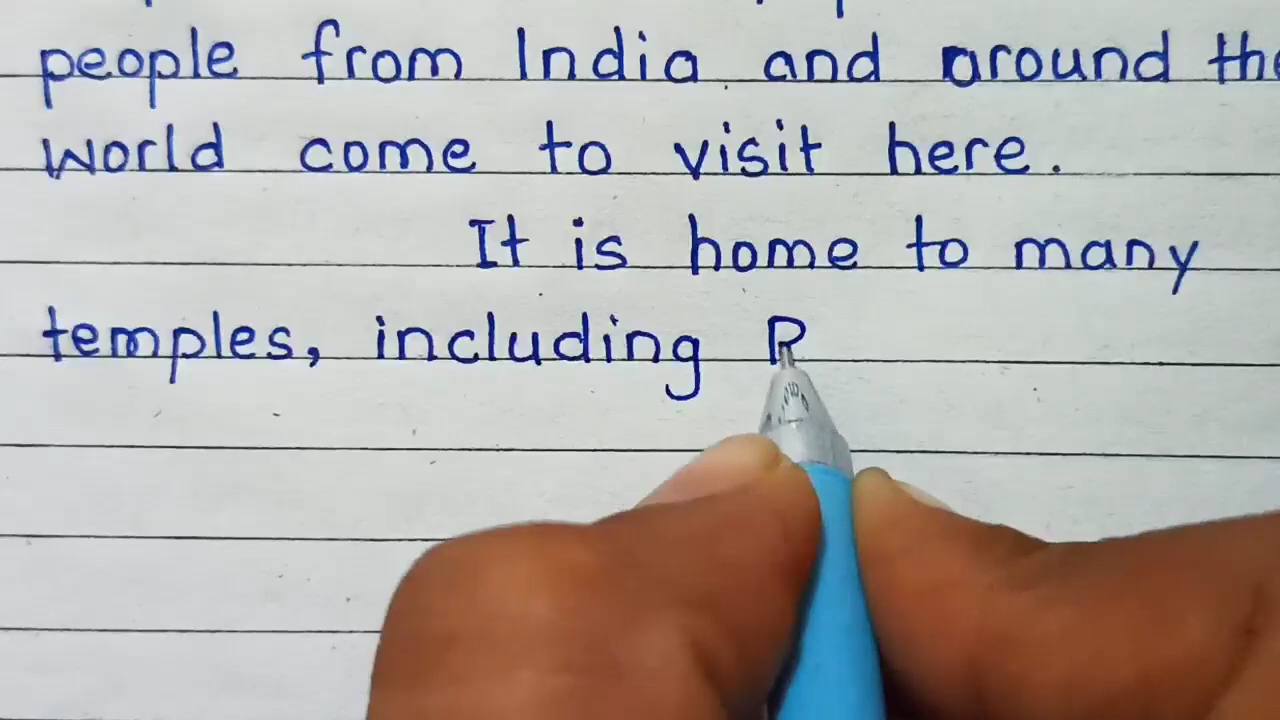 people from India and around the
world come to visit here.
It is home to many
temples, including